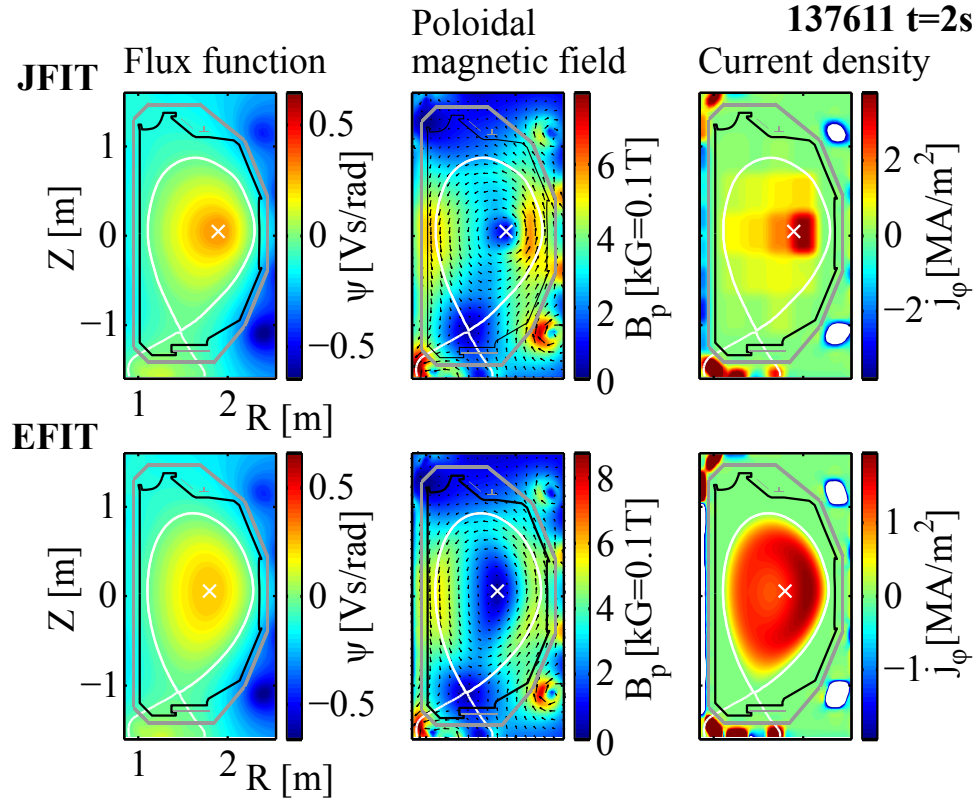 137611 t=2s
Poloidal
Flux function magnetic field Current density
JFIT
1
0
−1
Z [m]
1 2 R [m]
0.5
0
−0.5
ψ [Vs/rad]
6
4
2
0
B_p [kG=0.1T]
2
0
−2
j_φ[MA/m²]
EFIT
1
0
−1
Z [m]
1 2 R [m]
0.5
0
−0.5
ψ [Vs/rad]
8
6
4
2
0
B_p [kG=0.1T]
1
0
−1
j_φ[MA/m²]